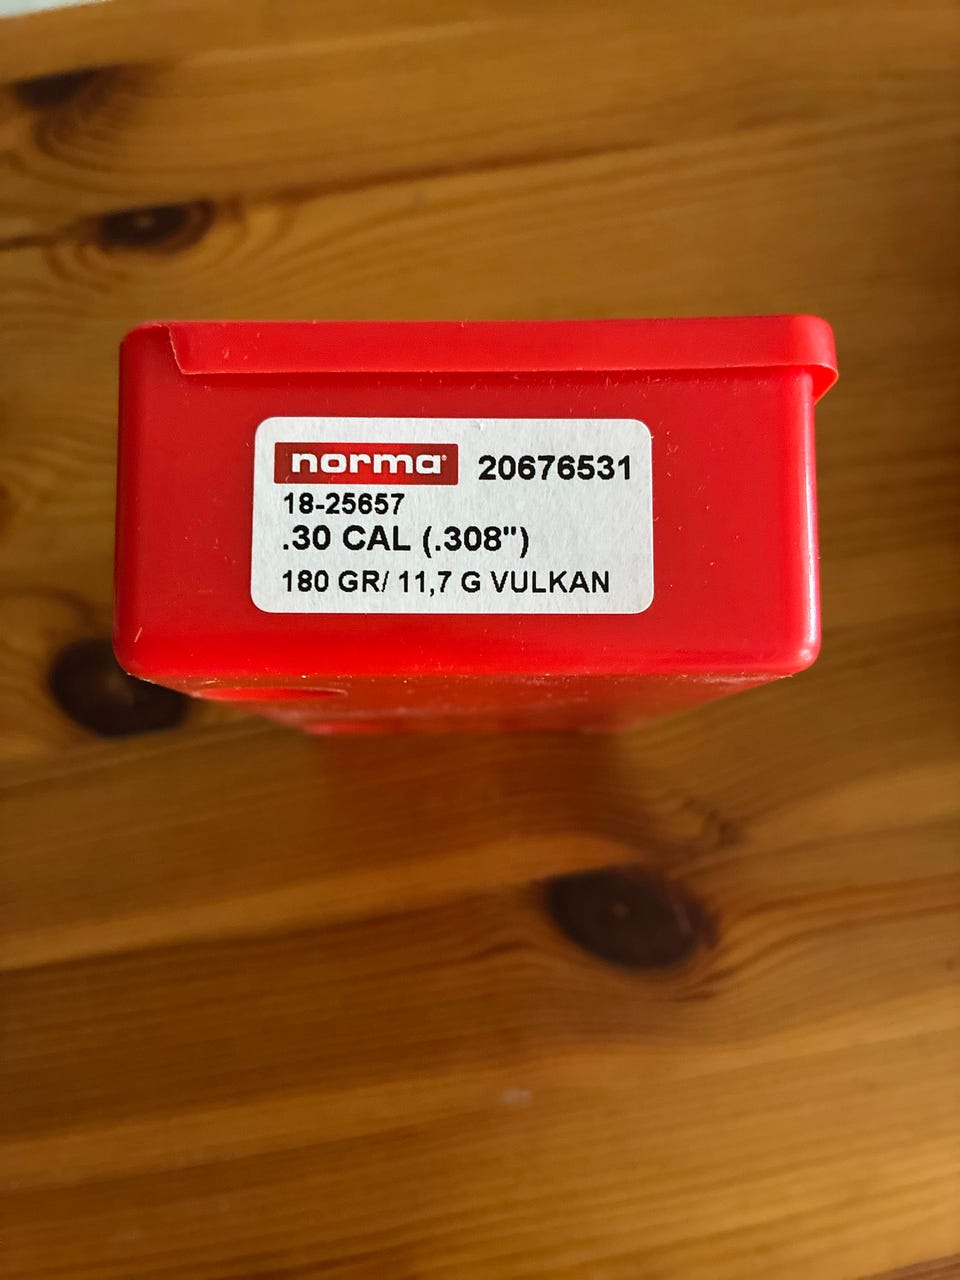 norma® 20676531
18-25657
.30 CAL (.308")
180 GR/ 11,7 G VULKAN